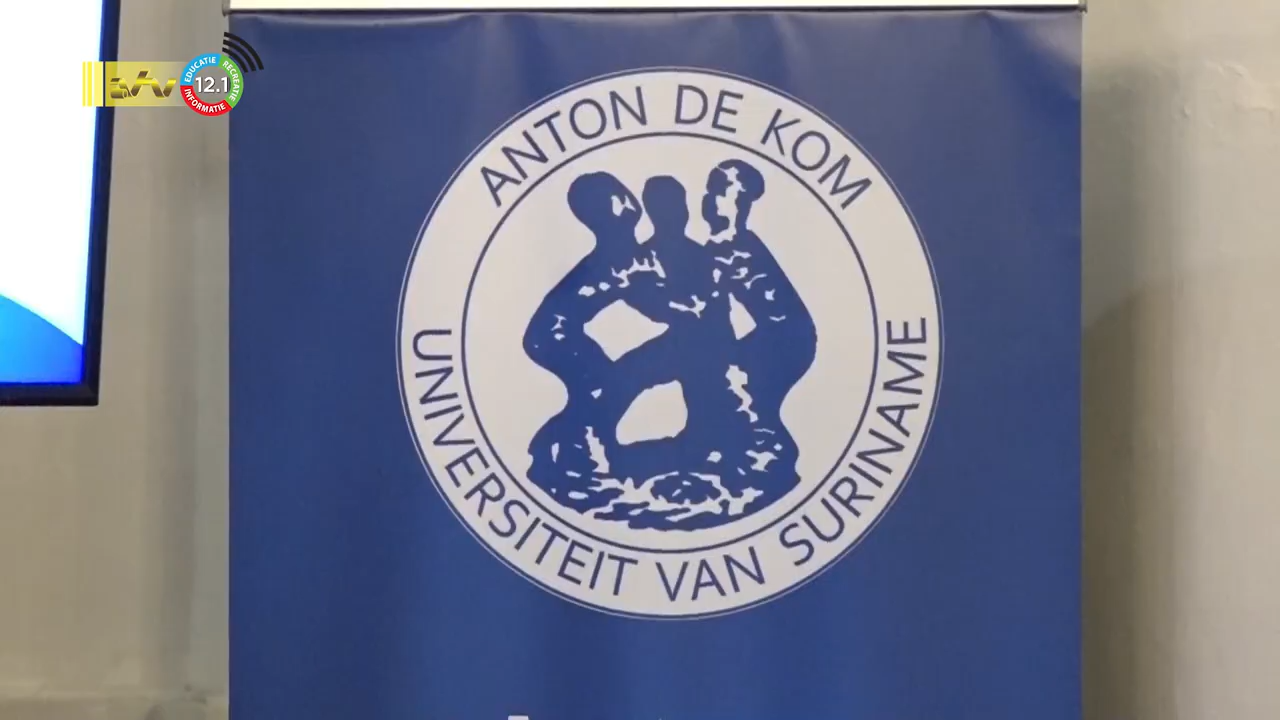 EDUCATIE
RECREATIE
INFORMATIE
12.1
ANTON DE KOM
UNIVERSITEIT VAN SURINAME